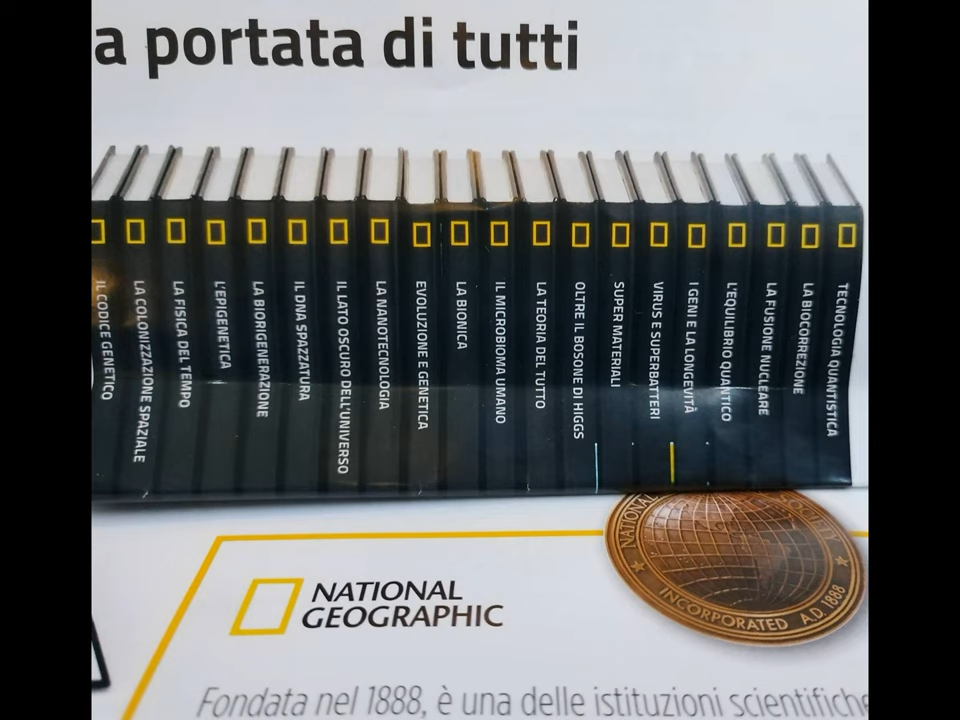 a portata di tutti
IL CODICE GENETICO
LA COLONIZZAZIONE SPAZIALE
LA FISICA DEL TEMPO
L'EPIGENETICA
LA BIORIGENERAZIONE
IL DNA SPAZZATURA
IL LATO OSCURO DELL'UNIVERSO
LA NANOTECNOLOGIA
EVOLUZIONE E GENETICA
LA BIONICA
IL MICROBIOMA UMANO
LA TEORIA DEL TUTTO
OLTRE IL BOSONE DI HIGGS
SUPER MATERIALI
VIRUS E SUPERBATTERI
I GENI E LA LONGEVITÀ
L'EQUILIBRIO QUANTICO
LA FUSIONE NUCLEARE
LA BIOCORREZIONE
TECNOLOGIA QUANTISTICA
NATIONAL
INCORPORATED A.D. 1888
NATIONAL
GEOGRAPHIC
Fondata nel 1888, è una delle istituzioni scientifiche